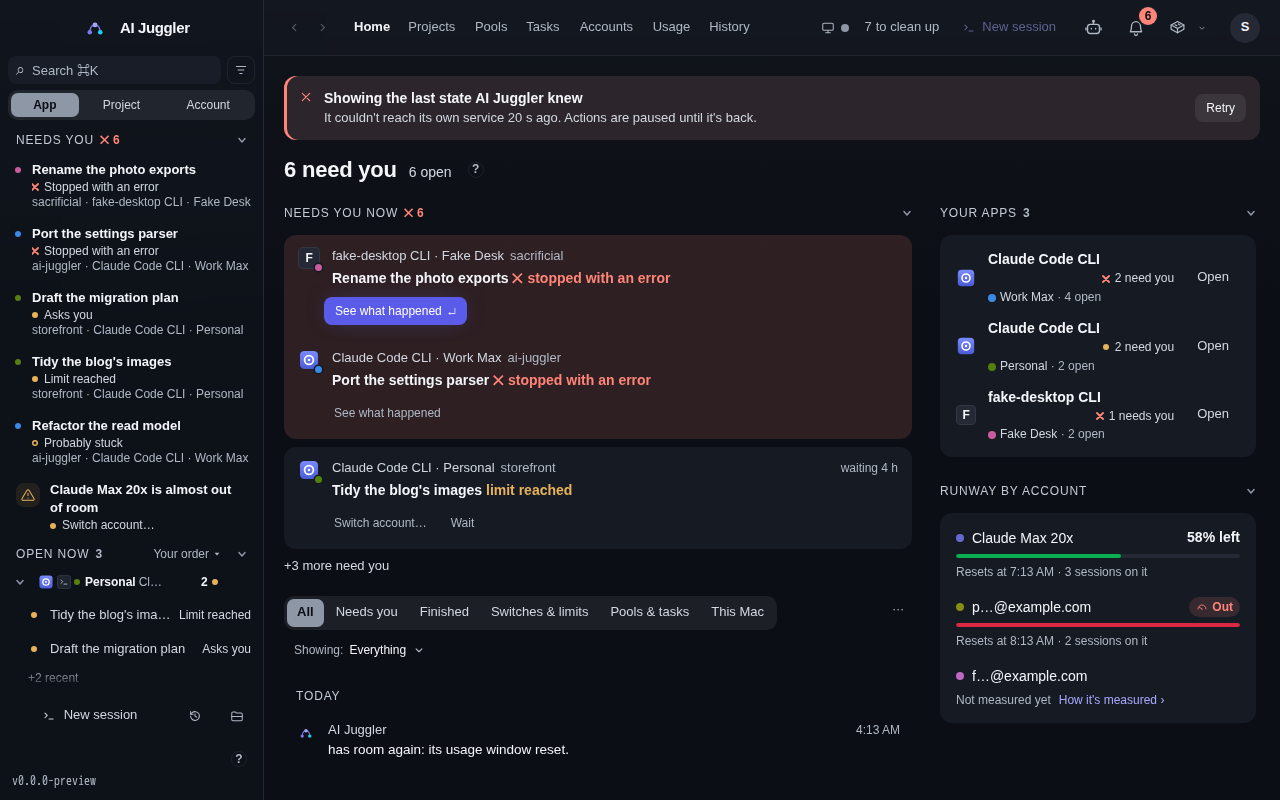 AI Juggler
Search ⌘K
App Project Account
NEEDS YOU 6
Rename the photo exports
Stopped with an error
sacrificial · fake-desktop CLI · Fake Desk
Port the settings parser
Stopped with an error
ai-juggler · Claude Code CLI · Work Max
Draft the migration plan
Asks you
storefront · Claude Code CLI · Personal
Tidy the blog's images
Limit reached
storefront · Claude Code CLI · Personal
Refactor the read model
Probably stuck
ai-juggler · Claude Code CLI · Work Max
Claude Max 20x is almost out
of room
Switch account…
OPEN NOW 3 Your order
Personal Cl… 2
Tidy the blog's ima… Limit reached
Draft the migration plan Asks you
+2 recent
New session
?
v0.0.0-preview
Home Projects Pools Tasks Accounts Usage History
7 to clean up New session 6 S
Showing the last state AI Juggler knew
It couldn't reach its own service 20 s ago. Actions are paused until it's back.
Retry
6 need you 6 open ?
NEEDS YOU NOW 6
F fake-desktop CLI · Fake Desk sacrificial
Rename the photo exports stopped with an error
See what happened
Claude Code CLI · Work Max ai-juggler
Port the settings parser stopped with an error
See what happened
Claude Code CLI · Personal storefront waiting 4 h
Tidy the blog's images limit reached
Switch account… Wait
+3 more need you
All Needs you Finished Switches & limits Pools & tasks This Mac ···
Showing: Everything
TODAY
AI Juggler 4:13 AM
has room again: its usage window reset.
YOUR APPS 3
Claude Code CLI
2 need you Open
Work Max · 4 open
Claude Code CLI
2 need you Open
Personal · 2 open
fake-desktop CLI
F 1 needs you Open
Fake Desk · 2 open
RUNWAY BY ACCOUNT
Claude Max 20x 58% left
Resets at 7:13 AM · 3 sessions on it
p…@example.com Out
Resets at 8:13 AM · 2 sessions on it
f…@example.com
Not measured yet How it's measured ›